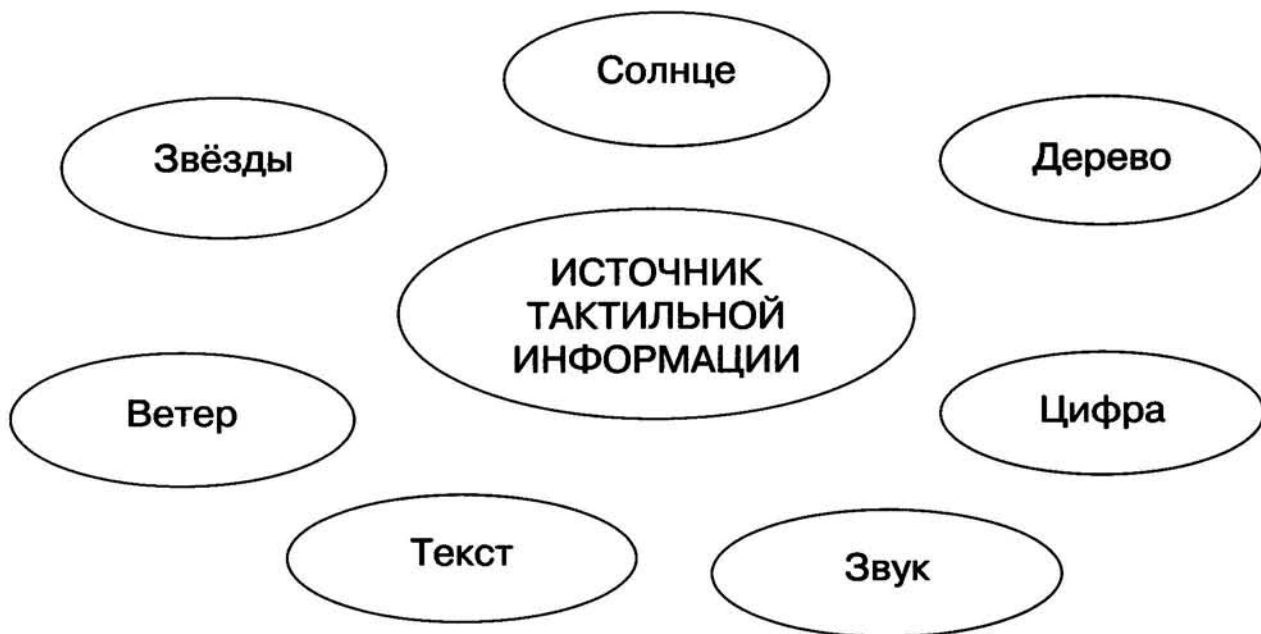 Солнце
Звёзды
Дерево
ИСТОЧНИК
ТАКТИЛЬНОЙ
ИНФОРМАЦИИ
Ветер
Цифра
Текст
Звук